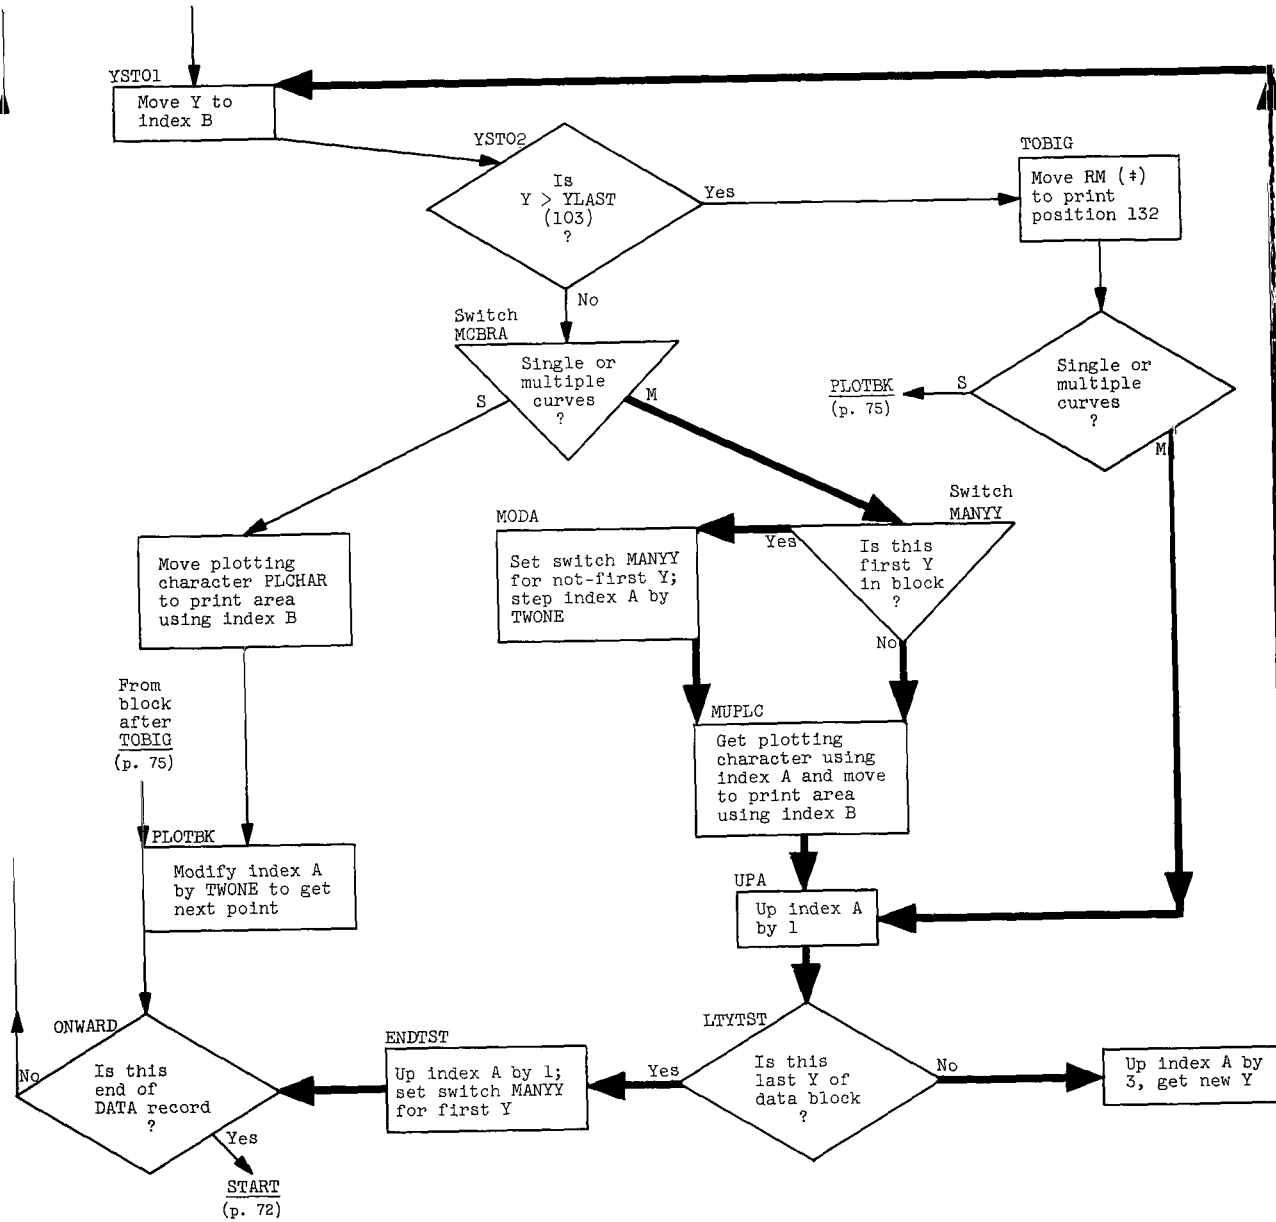 YSTO1
Move Y to
index B
YSTO2
Is
Y > YLAST
(103)
?
Yes
No
TOBIG
Move RM (‡)
to print
position 132
Switch
MCBRA
Single or
multiple
curves
?
S
M
Single or
multiple
curves
?
S
M
PLOTBK
(p. 75)
Switch
MANYY
Is this
first Y
in block
?
Yes
No
MODA
Set switch MANYY
for not-first Y;
step index A by
TWONE
Move plotting
character PLCHAR
to print area
using index B
From
block
after
TOBIG
(p. 75)
MUPLC
Get plotting
character using
index A and move
to print area
using index B
PLOTBK
Modify index A
by TWONE to get
next point
UPA
Up index A
by 1
ONWARD
Is this
end of
DATA record
?
No
Yes
START
(p. 72)
ENDTST
Up index A by 1;
set switch MANYY
for first Y
LTYTST
Is this
last Y of
data block
?
Yes
No
Up index A by
3, get new Y